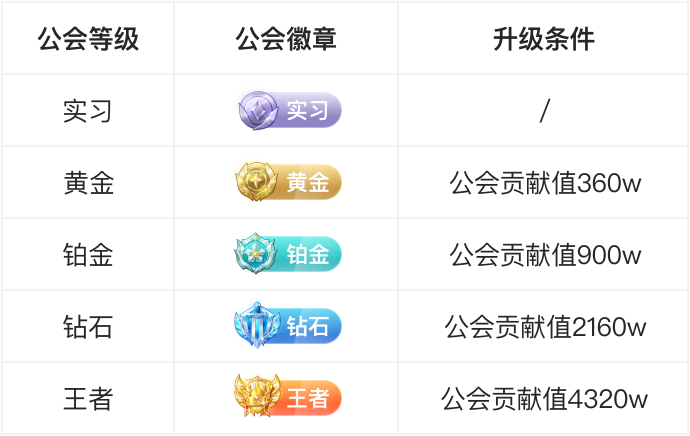 公会等级 公会徽章 升级条件
实习 实习 /
黄金 黄金 公会贡献值360w
铂金 铂金 公会贡献值900w
钻石 钻石 公会贡献值2160w
王者 王者 公会贡献值4320w